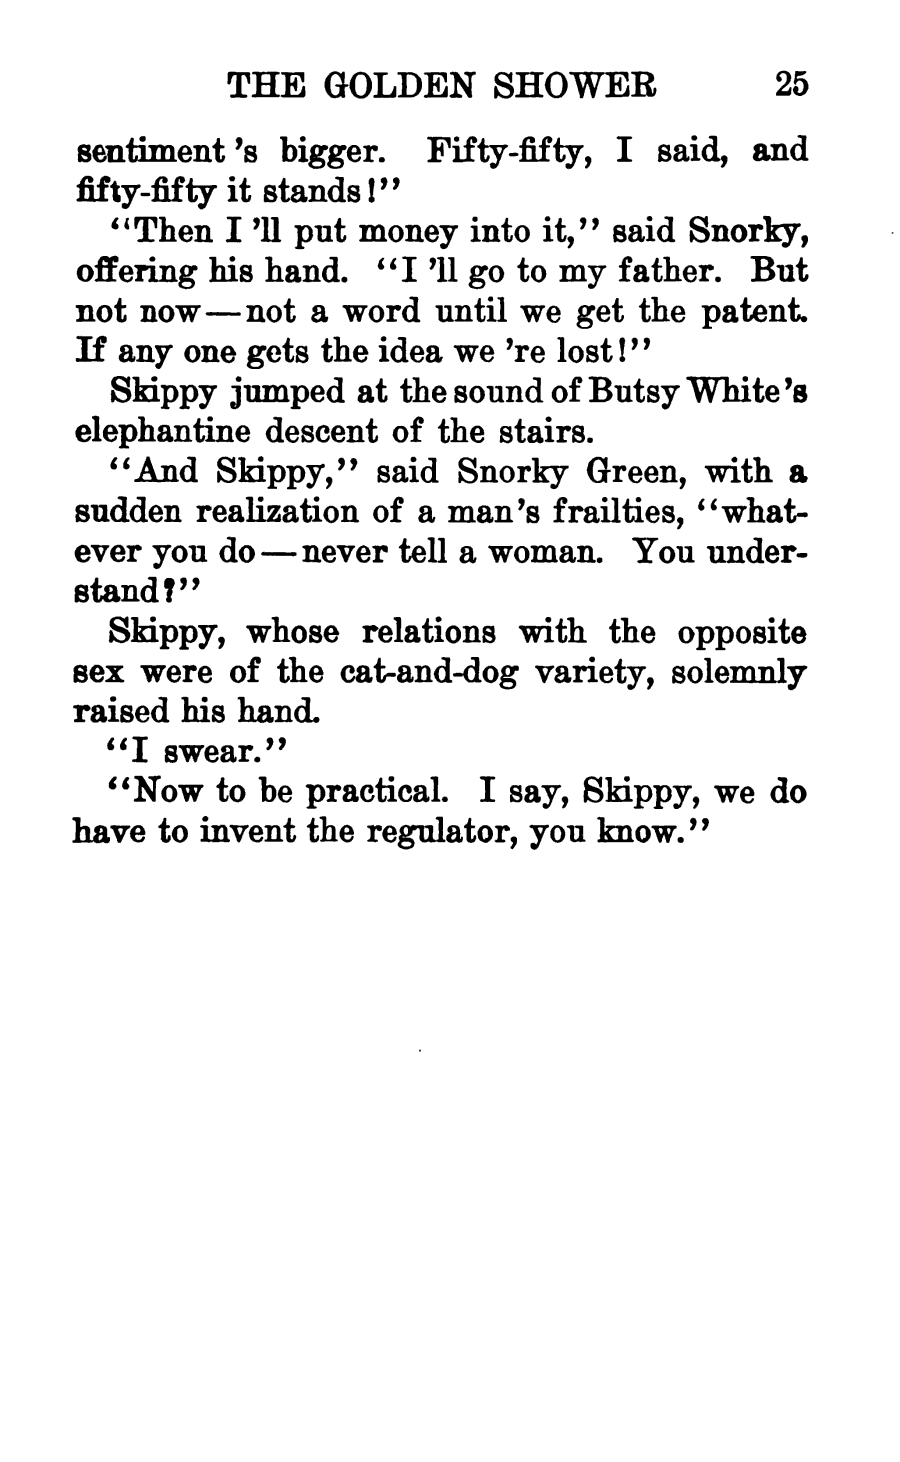 THE GOLDEN SHOWER 25
sentiment 's bigger. Fifty-fifty, I said, and
fifty-fifty it stands!"
"Then I 'll put money into it," said Snorky,
offering his hand. "I 'll go to my father. But
not now—not a word until we get the patent.
If any one gets the idea we 're lost!"
Skippy jumped at the sound of Butsy White's
elephantine descent of the stairs.
"And Skippy," said Snorky Green, with a
sudden realization of a man's frailties, "what-
ever you do—never tell a woman. You under-
stand?"
Skippy, whose relations with the opposite
sex were of the cat-and-dog variety, solemnly
raised his hand.
"I swear."
"Now to be practical. I say, Skippy, we do
have to invent the regulator, you know."